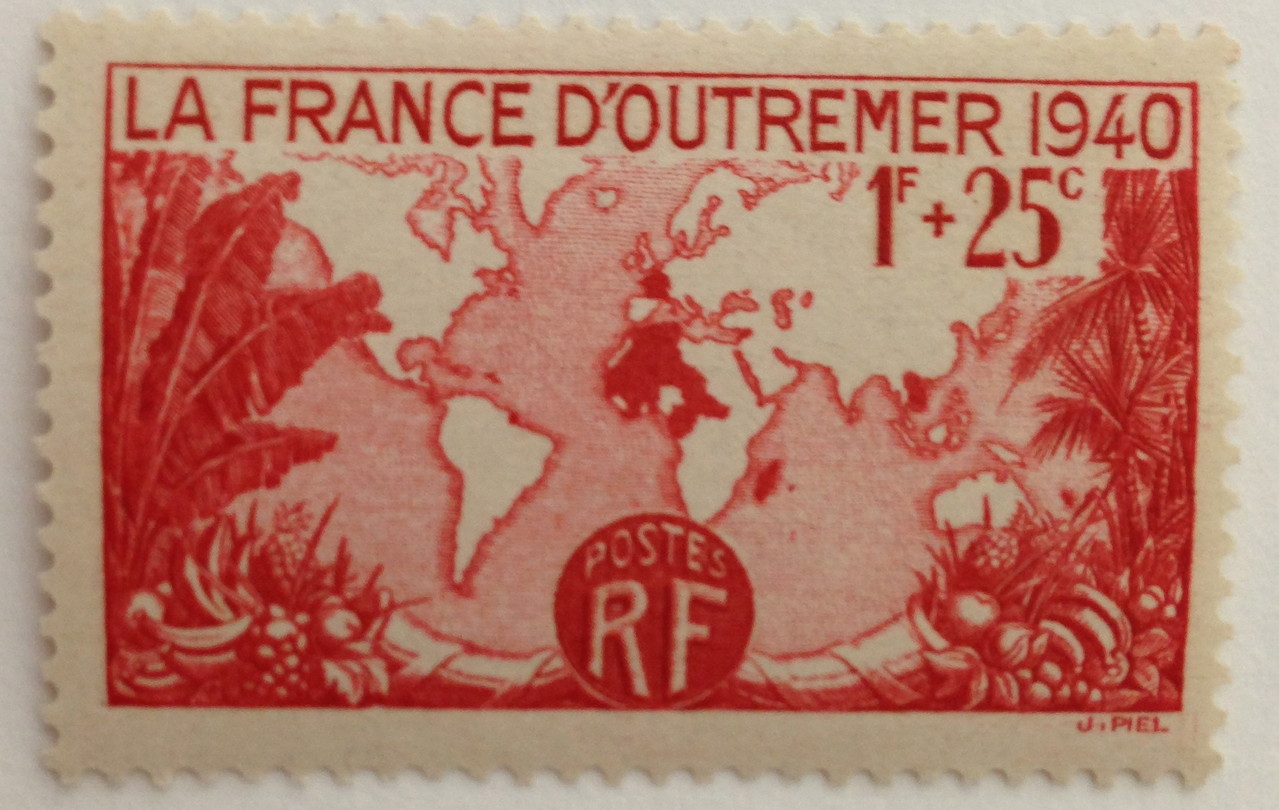 LA FRANCE D'OUTREMER 1940
1F + 25C
POSTES
RF
J. PIEL